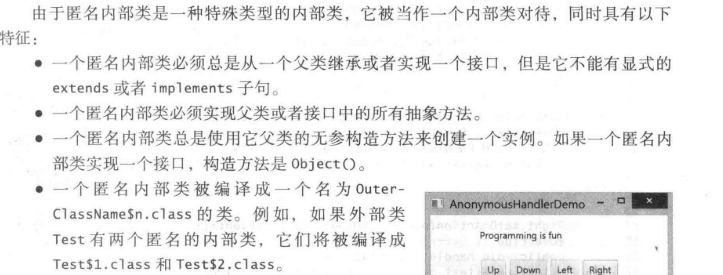 由于匿名内部类是一种特殊类型的内部类，它被当作一个内部类对待，同时具有以下
特征：
● 一个匿名内部类必须总是从一个父类继承或者实现一个接口，但是它不能有显式的
extends 或者 implements 子句。
● 一个匿名内部类必须实现父类或者接口中的所有抽象方法。
● 一个匿名内部类总是使用它父类的无参构造方法来创建一个实例。如果一个匿名内
部类实现一个接口，构造方法是 Object()。
● 一个匿名内部类被编译成一个名为 Outer-
ClassName$n.class 的类。例如，如果外部类
Test 有两个匿名的内部类，它们将被编译成
Test$1.class 和 Test$2.class。
AnonymousHandlerDemo
Programming is fun
Up Down Left Right